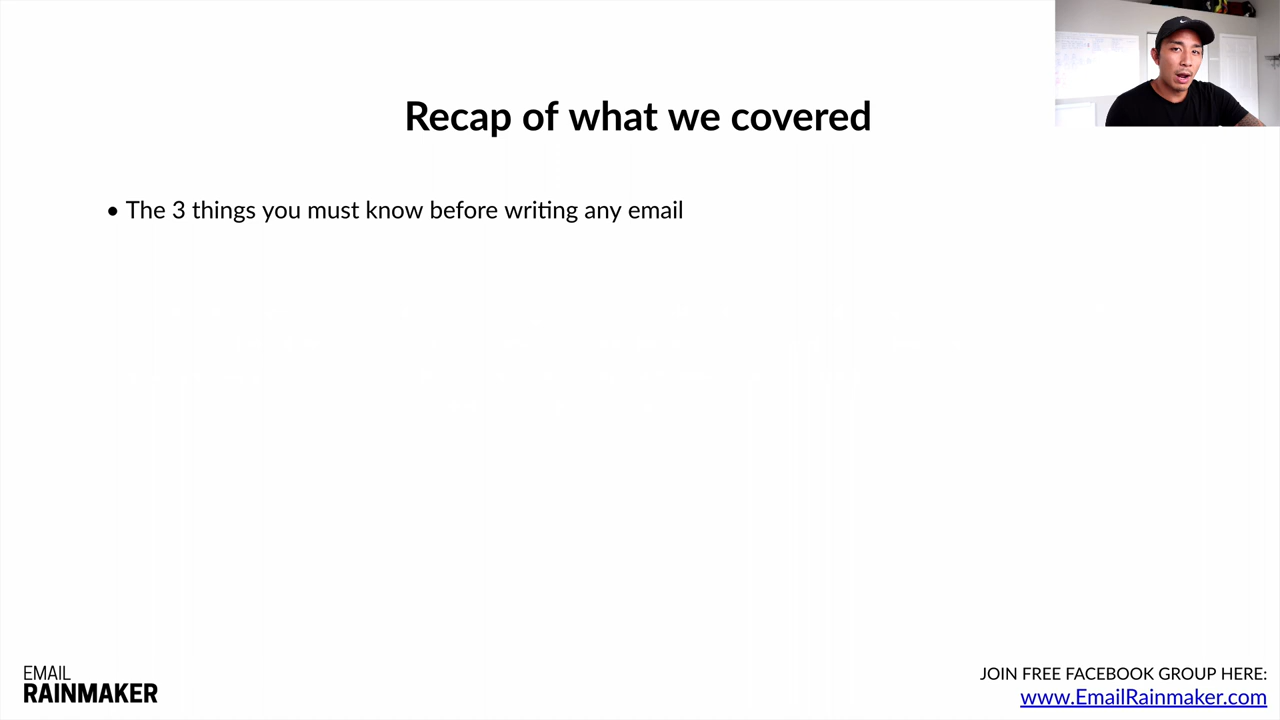 Recap of what we covered
• The 3 things you must know before writing any email
EMAIL
RAINMAKER
JOIN FREE FACEBOOK GROUP HERE:
www.EmailRainmaker.com